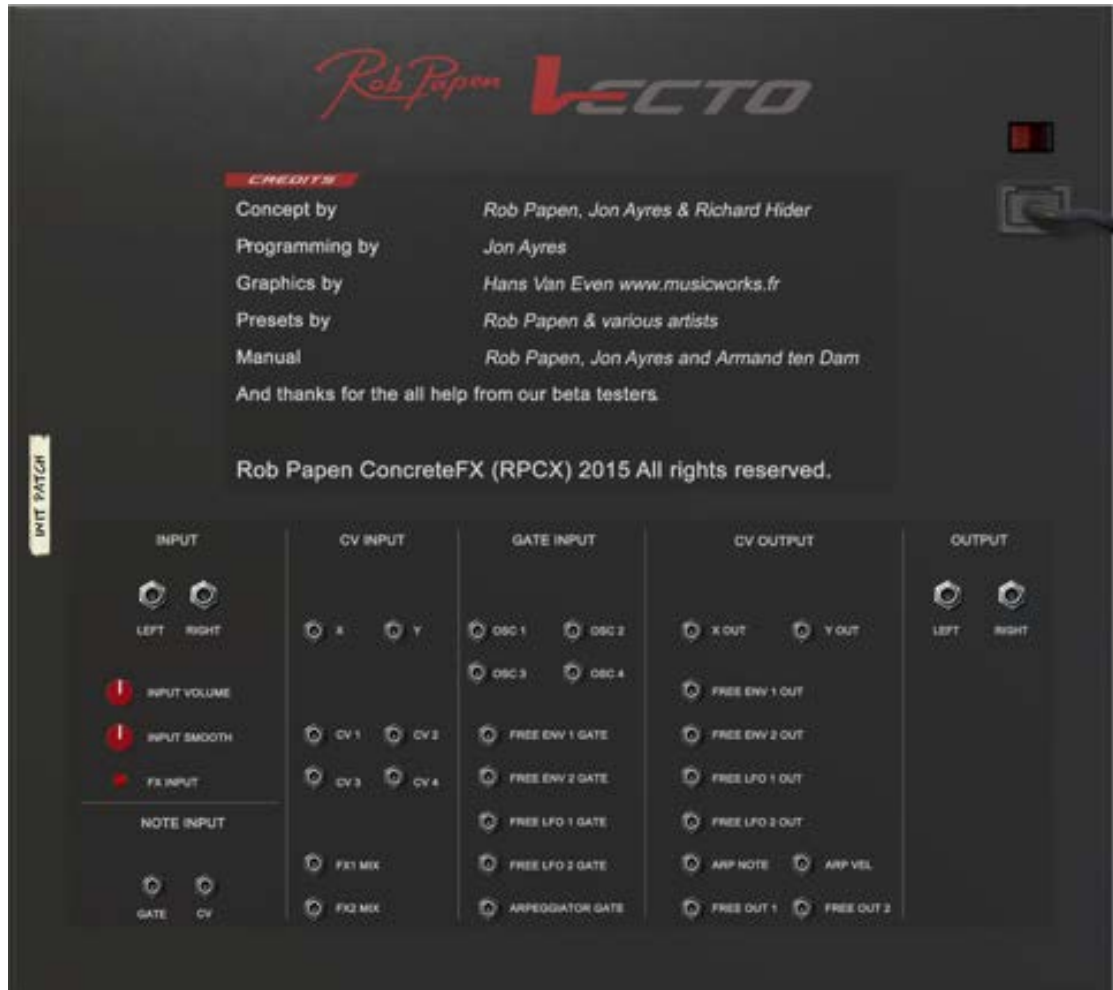 Rob Papen VECTO
CREDITS
Concept by Rob Papen, Jon Ayres & Richard Hider
Programming by Jon Ayres
Graphics by Hans Van Even www.musicworks.fr
Presets by Rob Papen & various artists
Manual Rob Papen, Jon Ayres and Armand ten Dam
And thanks for the all help from our beta testers.
Rob Papen ConcreteFX (RPCX) 2015 All rights reserved.
INIT PATCH
INPUT
LEFT RIGHT
INPUT VOLUME
INPUT SMOOTH
FX INPUT
NOTE INPUT
GATE CV
CV INPUT
X Y
CV 1 CV 2
CV 3 CV 4
FX1 MIX
FX2 MIX
GATE INPUT
OSC 1 OSC 2
OSC 3 OSC 4
FREE ENV 1 GATE
FREE ENV 2 GATE
FREE LFO 1 GATE
FREE LFO 2 GATE
ARPEGGIATOR GATE
CV OUTPUT
X OUT Y OUT
FREE ENV 1 OUT
FREE ENV 2 OUT
FREE LFO 1 OUT
FREE LFO 2 OUT
ARP NOTE ARP VEL
FREE OUT 1 FREE OUT 2
OUTPUT
LEFT RIGHT